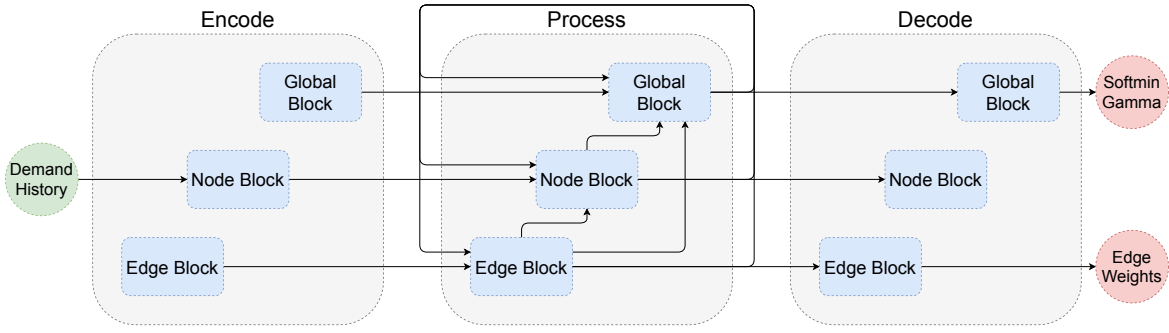 Encode
Process
Decode
Global
Block
Global
Block
Global
Block
Softmin
Gamma
Demand
History
Node Block
Node Block
Node Block
Edge Block
Edge Block
Edge Block
Edge
Weights